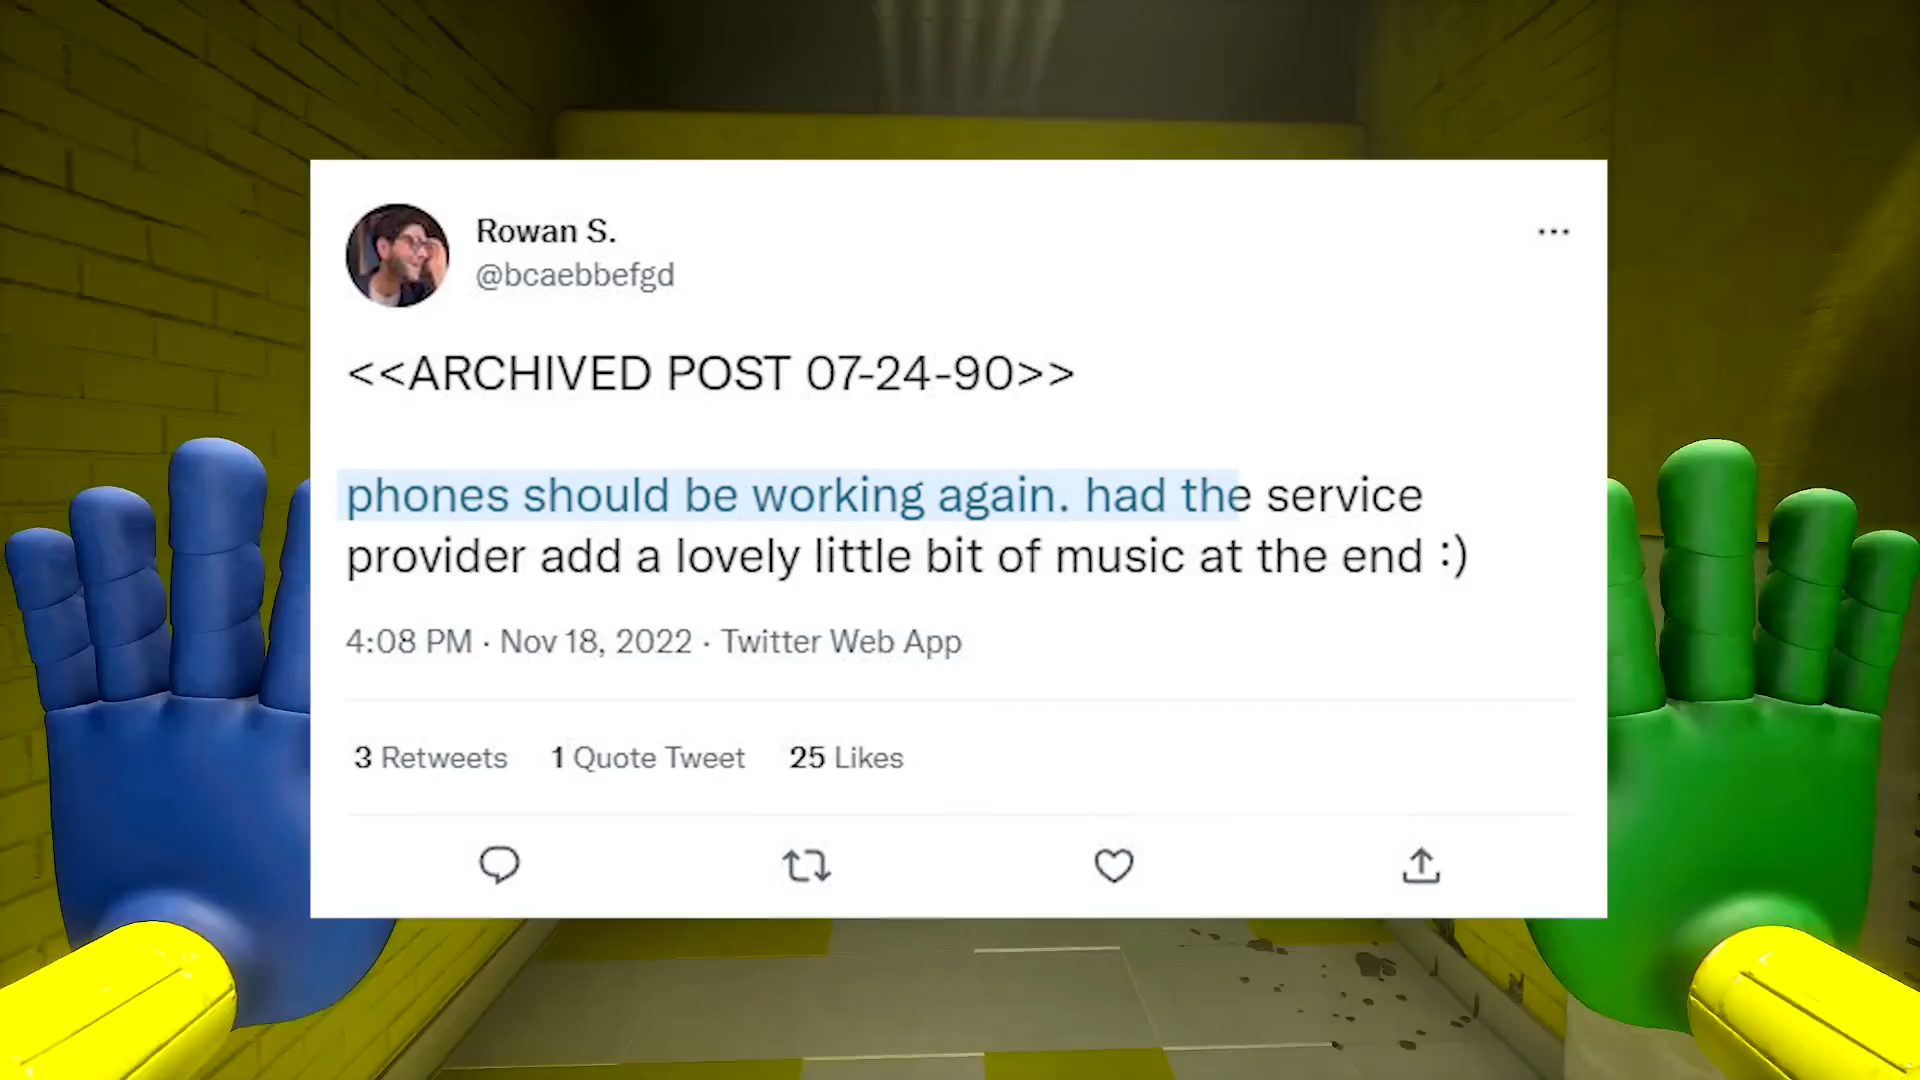 Rowan S.
@bcaebbefgd
<<ARCHIVED POST 07-24-90>>
phones should be working again. had the service
provider add a lovely little bit of music at the end :)
4:08 PM · Nov 18, 2022 · Twitter Web App
3 Retweets 1 Quote Tweet 25 Likes